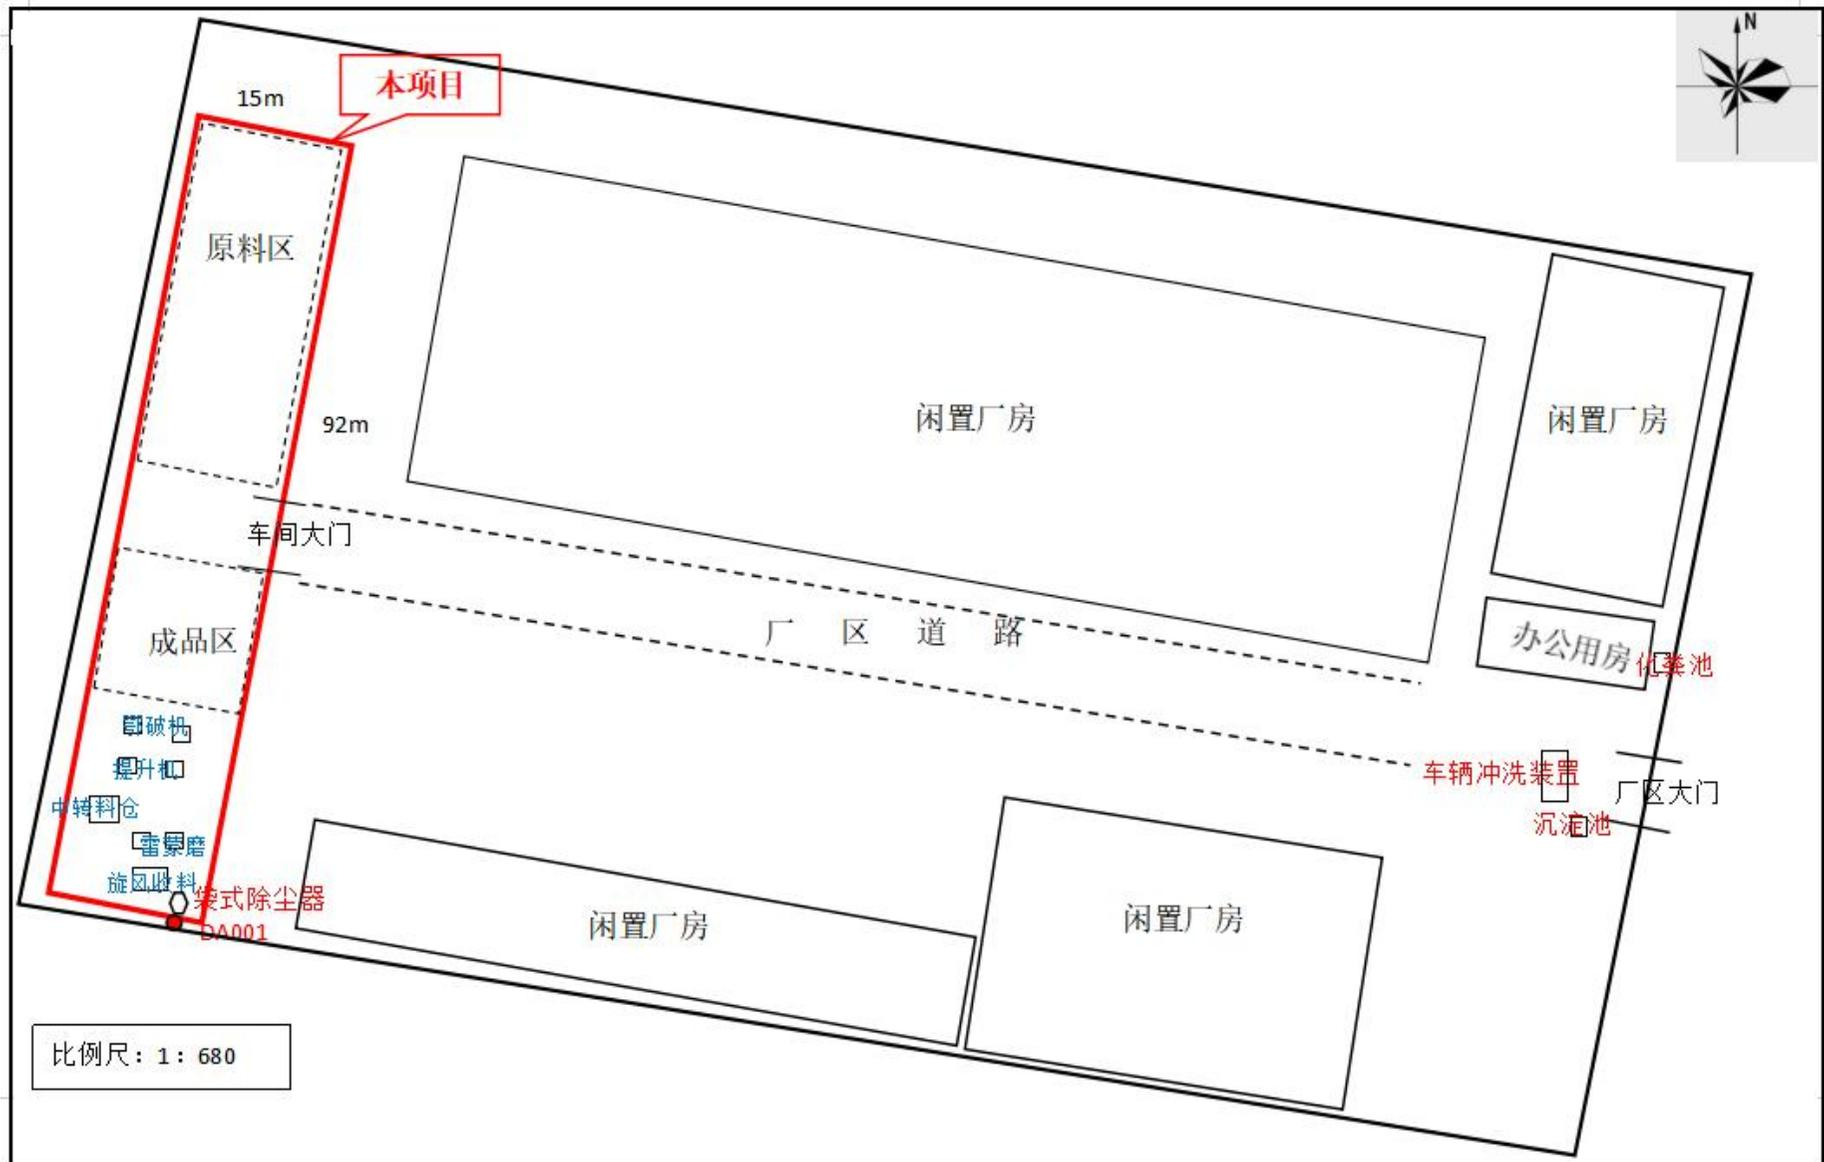 N
本项目
15m
原料区
92m
闲置厂房
闲置厂房
车间大门
厂区道路
成品区
办公用房
化粪池
鄂破机
提升机
中转料仓
雷蒙磨
旋风收料
袋式除尘器
DA001
车辆冲洗装置
厂区大门
沉淀池
闲置厂房
闲置厂房
比例尺：1：680